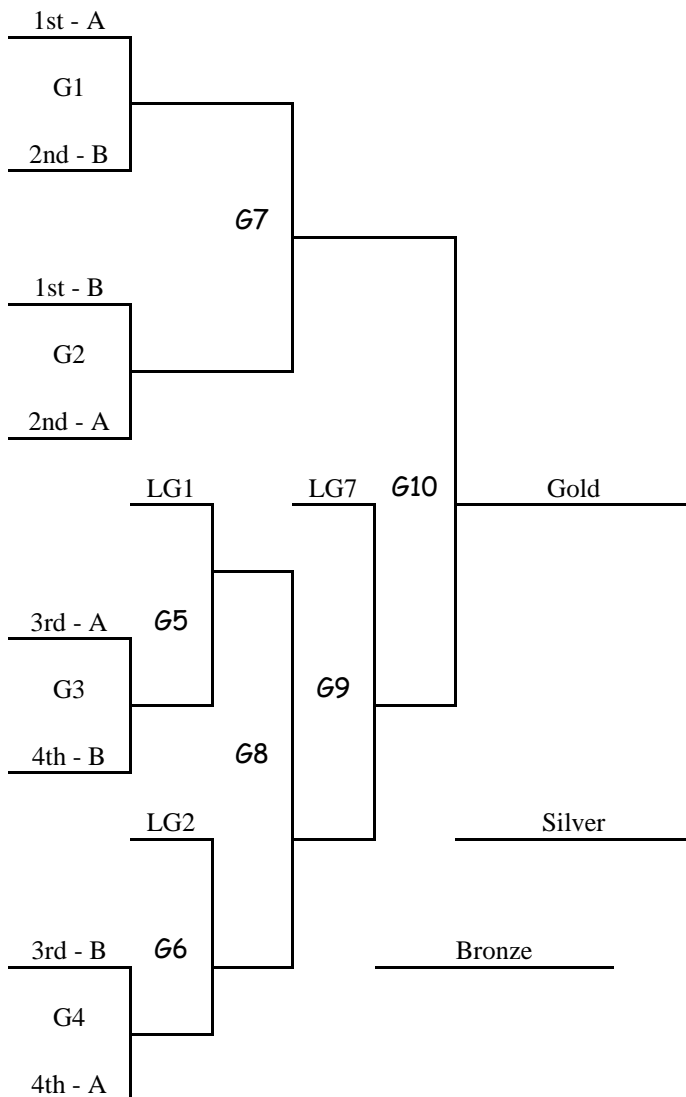 1st - A
G1
2nd - B
G7
1st - B
G2
2nd - A
LG1
LG7
G10
Gold
3rd - A
G5
G3
G9
4th - B
G8
LG2
Silver
3rd - B
G6
Bronze
G4
4th - A